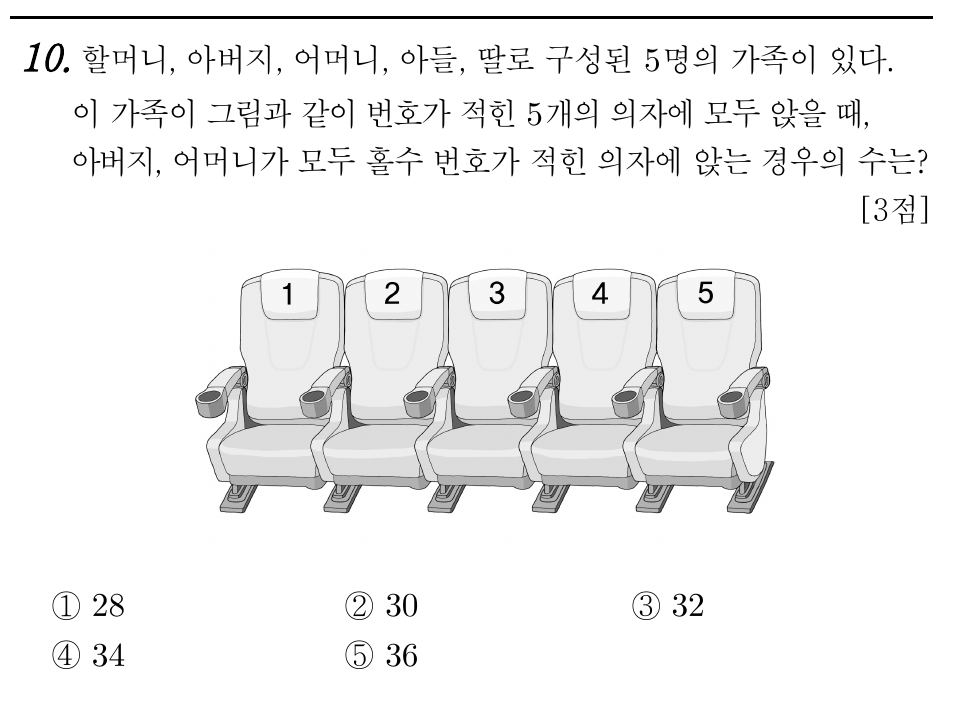 10. 할머니, 아버지, 어머니, 아들, 딸로 구성된 5명의 가족이 있다.
이 가족이 그림과 같이 번호가 적힌 5개의 의자에 모두 앉을 때,
아버지, 어머니가 모두 홀수 번호가 적힌 의자에 앉는 경우의 수는?
[3점]
1 2 3 4 5
① 28 ② 30 ③ 32
④ 34 ⑤ 36